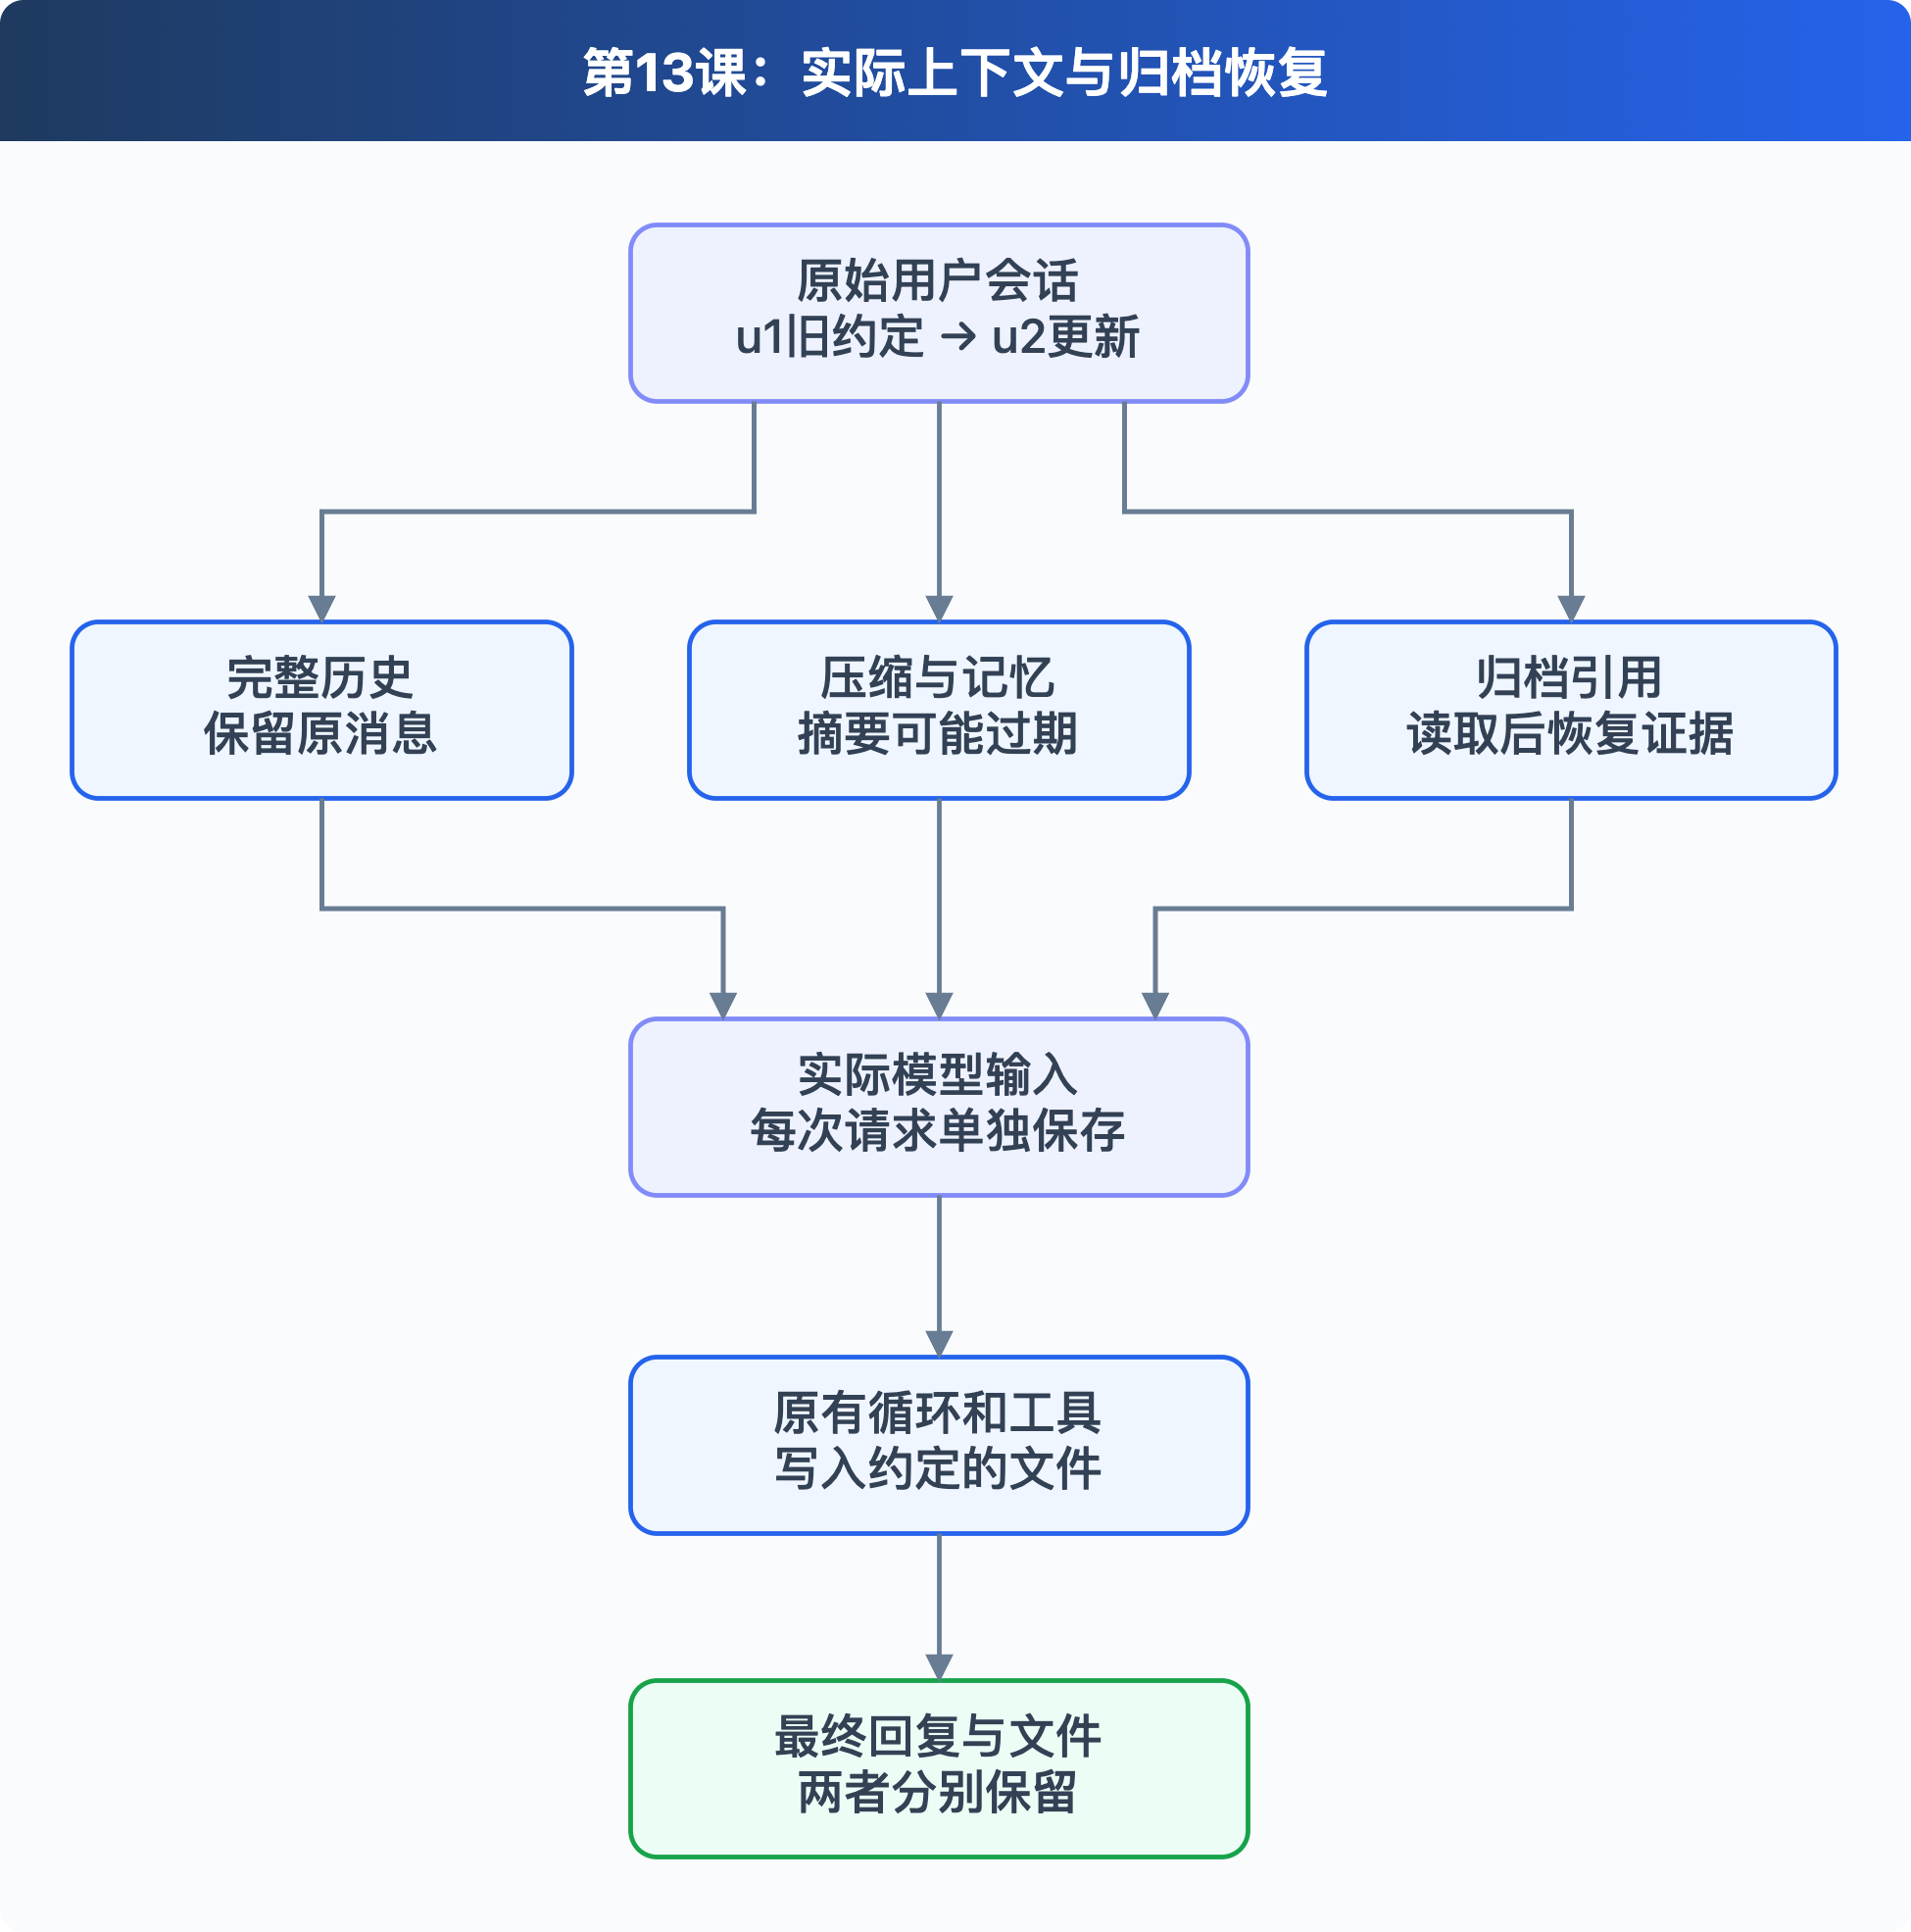 第13课：实际上下文与归档恢复
原始用户会话
u1旧约定 → u2更新
完整历史
保留原消息
压缩与记忆
摘要可能过期
归档引用
读取后恢复证据
实际模型输入
每次请求单独保存
原有循环和工具
写入约定的文件
最终回复与文件
两者分别保留